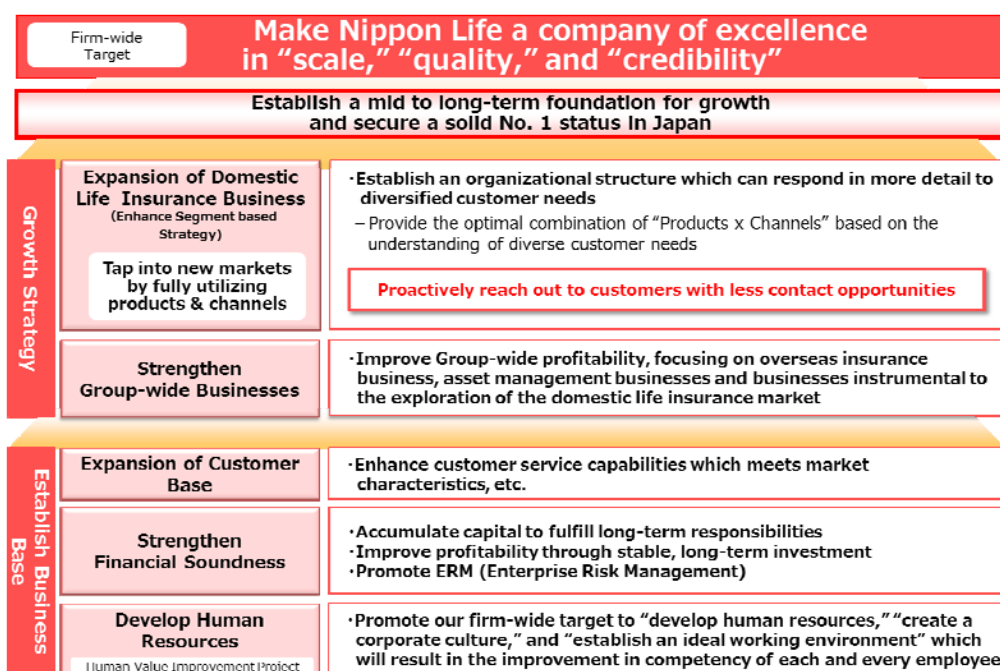 Firm-wide
Target
Make Nippon Life a company of excellence
in “scale,” “quality,” and “credibility”
Establish a mid to long-term foundation for growth
and secure a solid No. 1 status in Japan
Growth Strategy
Expansion of Domestic
Life Insurance Business
(Enhance Segment based
Strategy)
Tap into new markets
by fully utilizing
products & channels
・Establish an organizational structure which can respond in more detail to
diversified customer needs
– Provide the optimal combination of “Products x Channels” based on the
understanding of diverse customer needs
Proactively reach out to customers with less contact opportunities
Strengthen
Group-wide Businesses
・Improve Group-wide profitability, focusing on overseas insurance
business, asset management businesses and businesses instrumental to
the exploration of the domestic life insurance market
Establish Business
Base
Expansion of Customer
Base
・Enhance customer service capabilities which meets market
characteristics, etc.
Strengthen
Financial Soundness
・Accumulate capital to fulfill long-term responsibilities
・Improve profitability through stable, long-term investment
・Promote ERM (Enterprise Risk Management)
Develop Human
Resources
Human Value Improvement Project
・Promote our firm-wide target to “develop human resources,” “create a
corporate culture,” and “establish an ideal working environment” which
will result in the improvement in competency of each and every employee